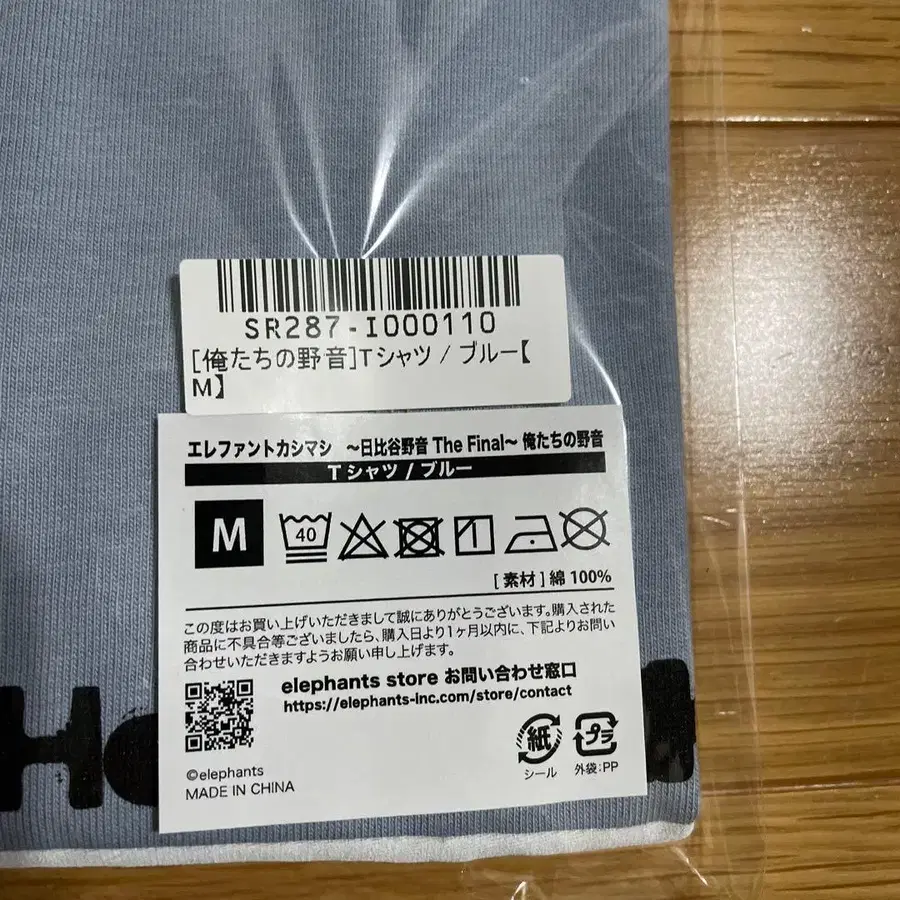 SR287-I000110
[俺たちの野音]Tシャツ / ブルー【
M】
エレファントカシマシ ～日比谷野音 The Final～ 俺たちの野音
Tシャツ / ブルー
M
40
[ 素材 ] 綿 100%
この度はお買い上げいただきまして誠にありがとうございます。購入された
商品に不具合等ございましたら、購入日より1ヶ月以内に、下記よりお問い
合わせいただきますようお願い申し上げます。
elephants store お問い合わせ窓口
https://elephants-inc.com/store/contact
紙
シール
プラ
外袋:PP
©elephants
MADE IN CHINA